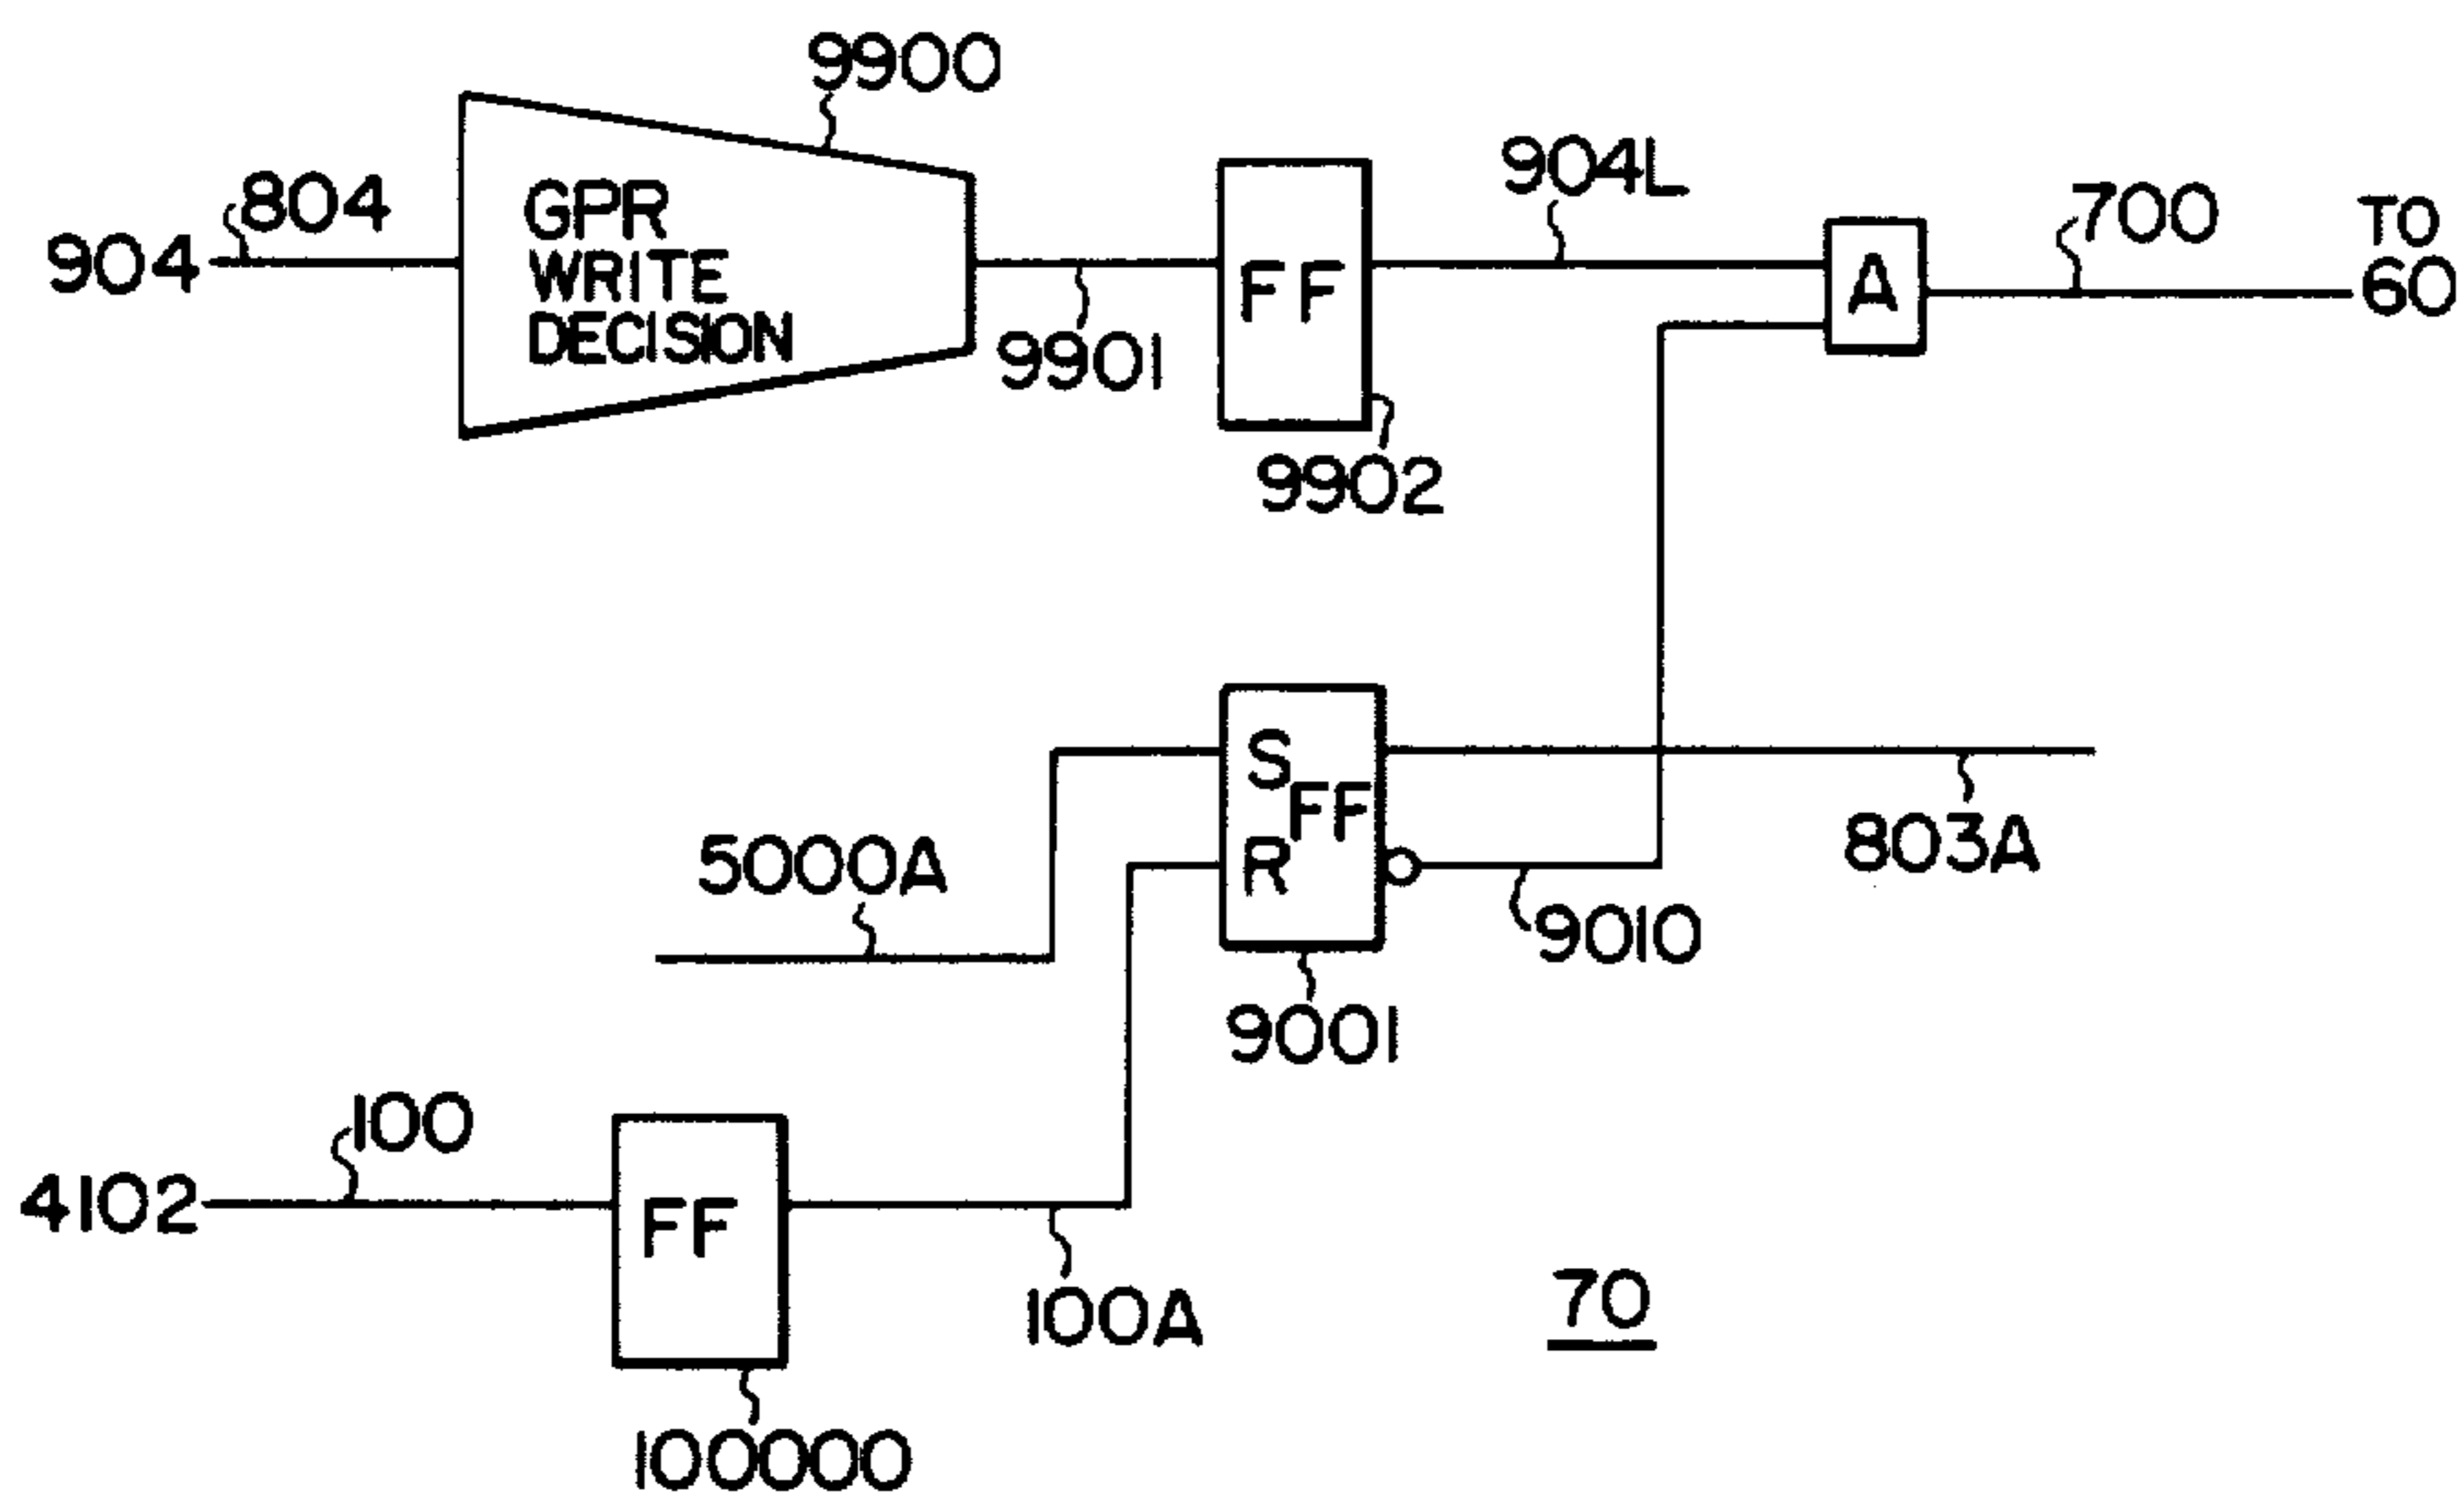 9900
804
904
GPR
WRITE
DECISION
9901
FF
9902
904L
A
700
TO
60
S
FF
R
5000A
803A
9010
9001
100
4102
FF
100A
100000
70